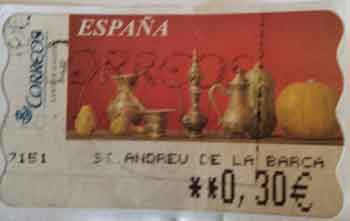 ESPAÑA
CORREOS
CORREOS
7151 ST. ANDREU DE LA BARCA
**0,30€